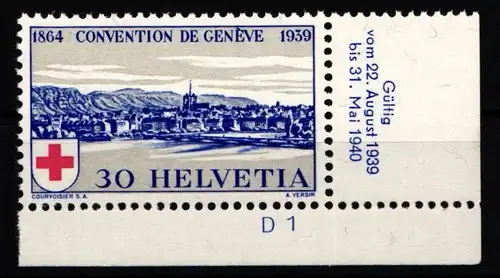 1864 CONVENTION DE GENÈVE 1939
30 HELVETIA
COURVOISIER S.A. A. YERSIN
Gültig
vom 22. August 1939
bis 31. Mai 1940
D 1